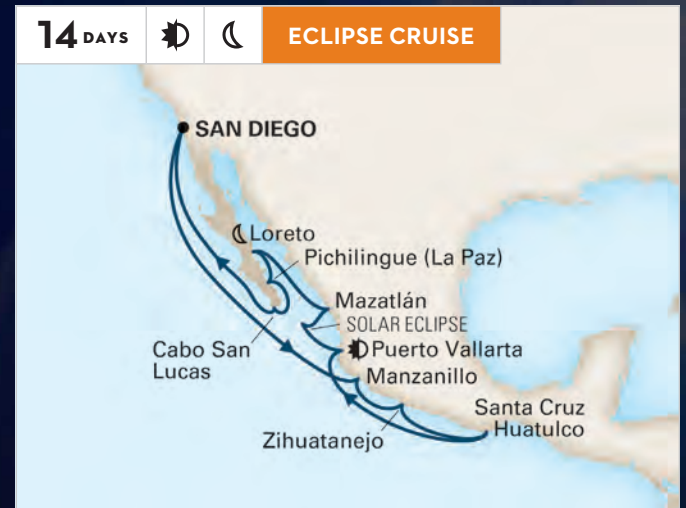 14 DAYS
ECLIPSE CRUISE
SAN DIEGO
Loreto
Pichilingue (La Paz)
Mazatlán
SOLAR ECLIPSE
Puerto Vallarta
Cabo San
Lucas
Manzanillo
Santa Cruz
Huatulco
Zihuatanejo